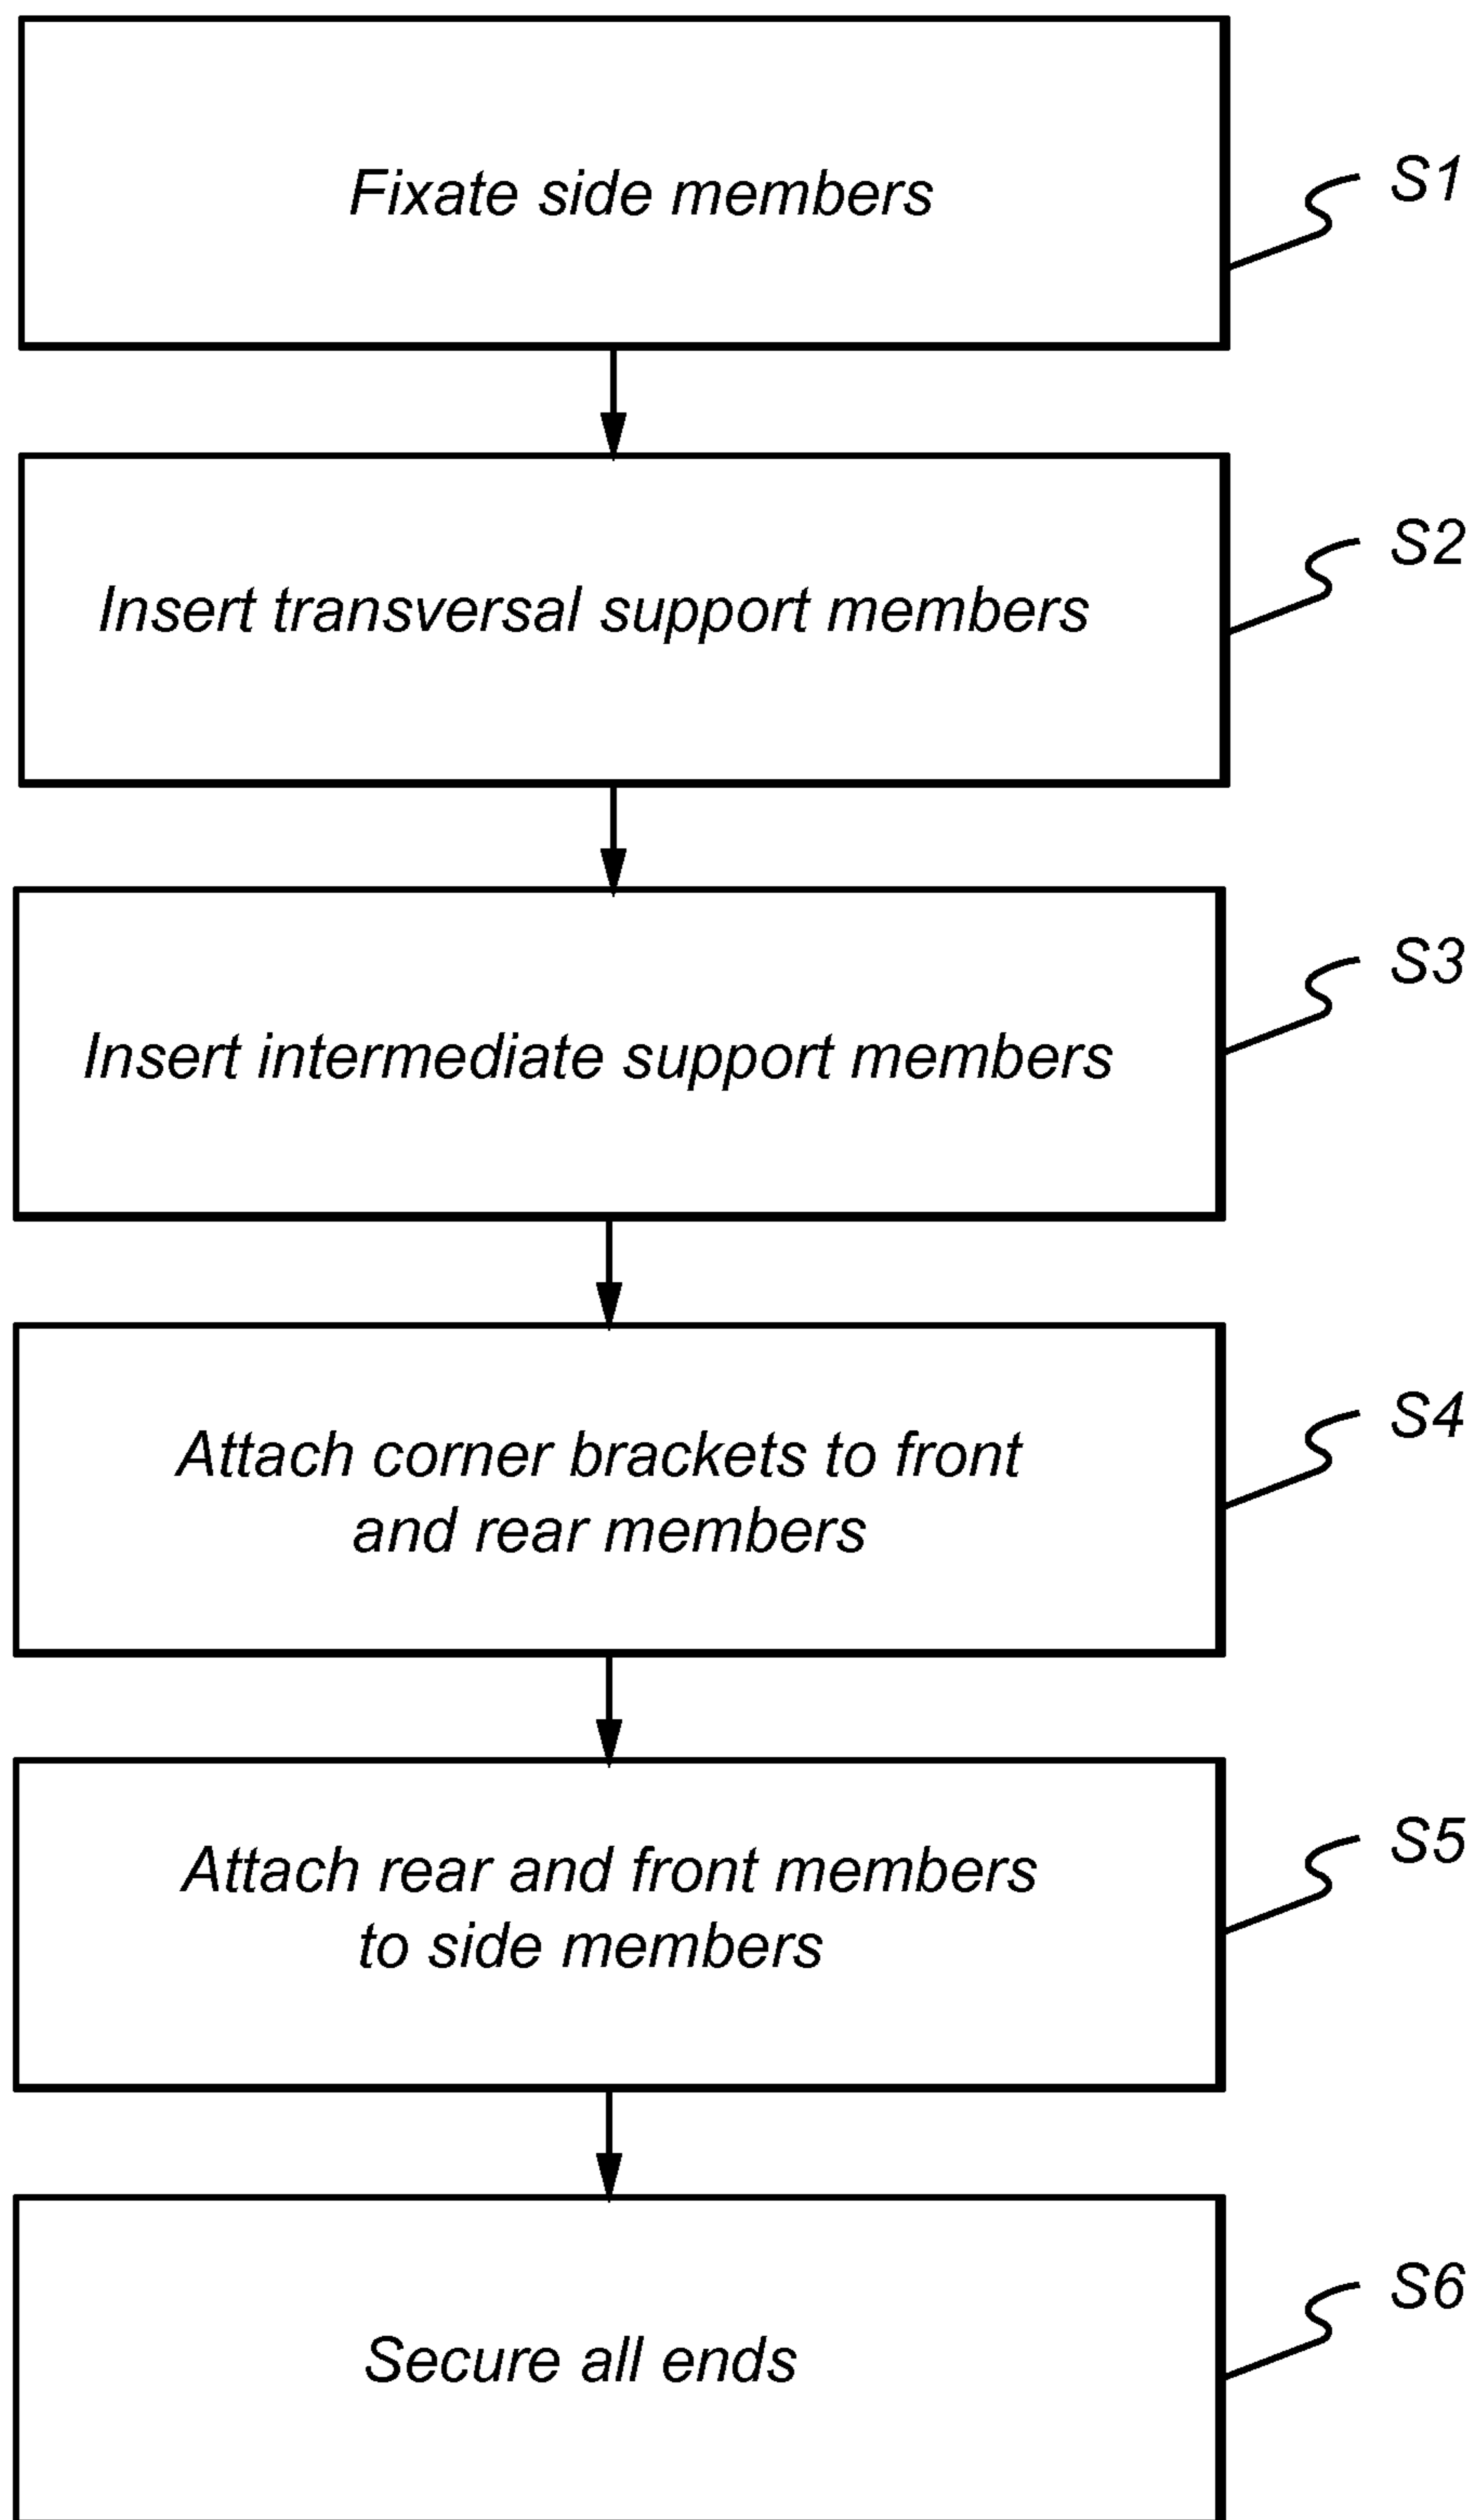 Fixate side members
S1
Insert transversal support members
S2
Insert intermediate support members
S3
Attach corner brackets to front
and rear members
S4
Attach rear and front members
to side members
S5
Secure all ends
S6